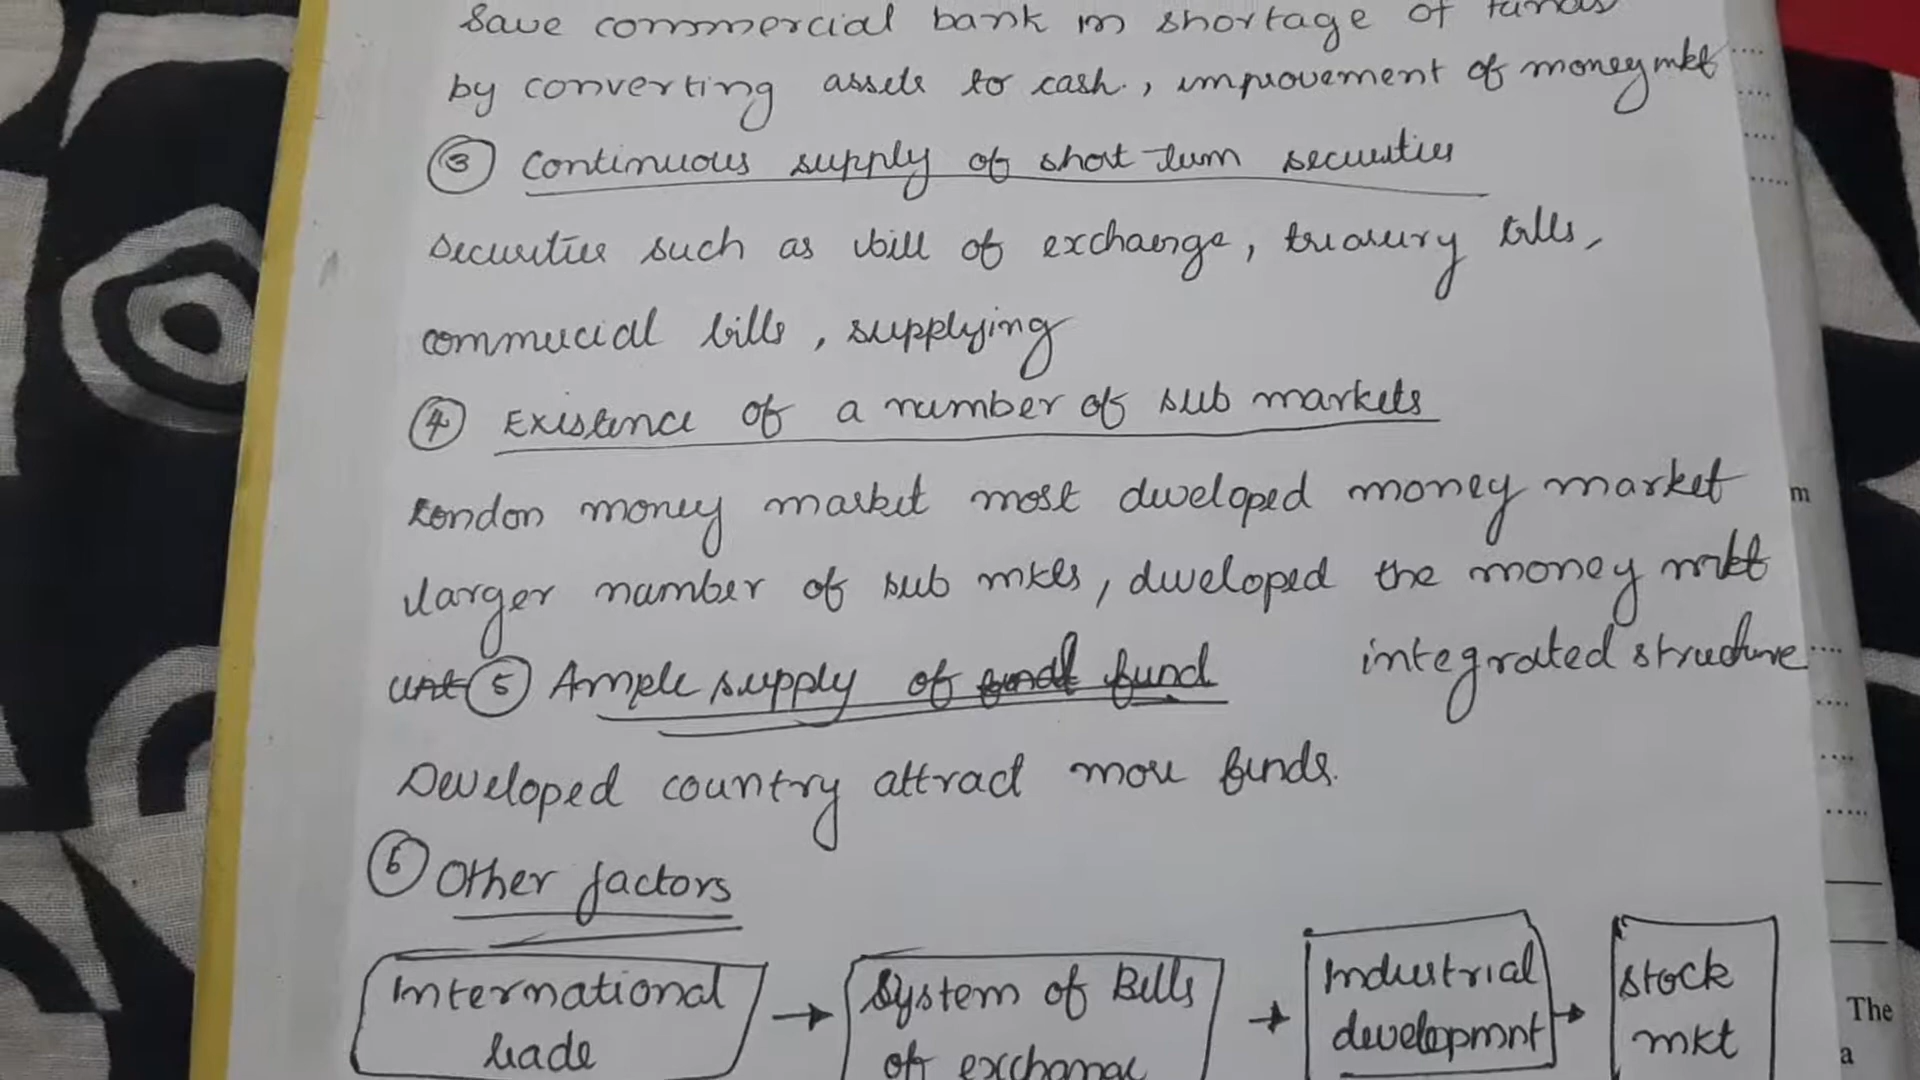 Save commercial bank in shortage of funds
by converting assets to cash, improvement of money mkt
③ Continuous supply of short term securities
securities such as bill of exchange, treasury bills,
commercial bills, supplying
④ Existence of a number of sub markets
London money market most developed money market
larger number of sub mkts, developed the money mkt
integrated structure
⑤ Ample supply of fund
Developed country attract more funds.
⑥ Other factors
International trade → System of Bills of exchange → Industrial development → stock mkt
m
The
a